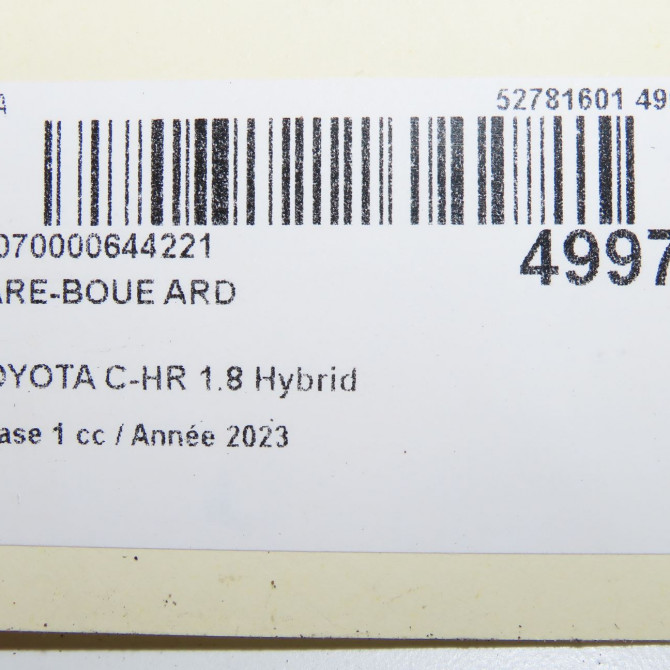 52781601 49
070000644221
4997
ARE-BOUE ARD
OYOTA C-HR 1.8 Hybrid
ase 1 cc / Année 2023